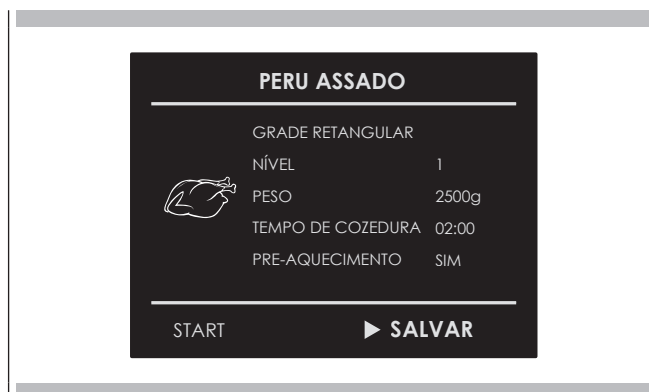 PERU ASSADO
GRADE RETANGULAR
NÍVEL 1
PESO 2500g
TEMPO DE COZEDURA 02:00
PRE-AQUECIMENTO SIM
START ▶ SALVAR